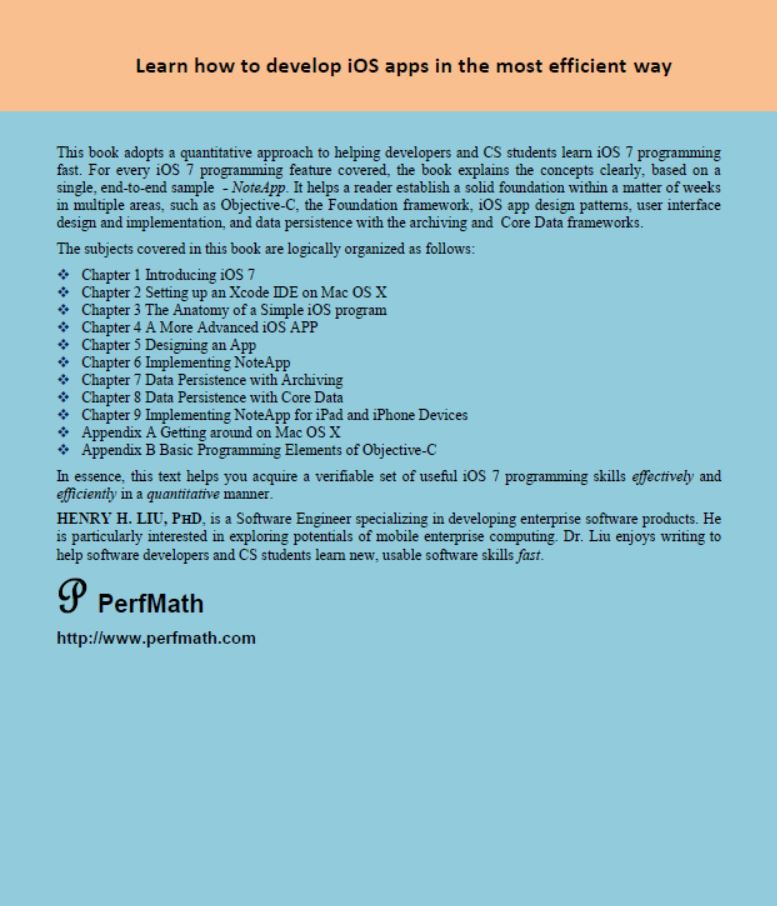 Learn how to develop iOS apps in the most efficient way
This book adopts a quantitative approach to helping developers and CS students learn iOS 7 programming
fast. For every iOS 7 programming feature covered, the book explains the concepts clearly, based on a
single, end-to-end sample - NoteApp. It helps a reader establish a solid foundation within a matter of weeks
in multiple areas, such as Objective-C, the Foundation framework, iOS app design patterns, user interface
design and implementation, and data persistence with the archiving and Core Data frameworks.
The subjects covered in this book are logically organized as follows:
❖ Chapter 1 Introducing iOS 7
❖ Chapter 2 Setting up an Xcode IDE on Mac OS X
❖ Chapter 3 The Anatomy of a Simple iOS program
❖ Chapter 4 A More Advanced iOS APP
❖ Chapter 5 Designing an App
❖ Chapter 6 Implementing NoteApp
❖ Chapter 7 Data Persistence with Archiving
❖ Chapter 8 Data Persistence with Core Data
❖ Chapter 9 Implementing NoteApp for iPad and iPhone Devices
❖ Appendix A Getting around on Mac OS X
❖ Appendix B Basic Programming Elements of Objective-C
In essence, this text helps you acquire a verifiable set of useful iOS 7 programming skills effectively and
efficiently in a quantitative manner.
HENRY H. LIU, PHD, is a Software Engineer specializing in developing enterprise software products. He
is particularly interested in exploring potentials of mobile enterprise computing. Dr. Liu enjoys writing to
help software developers and CS students learn new, usable software skills fast.
P PerfMath
http://www.perfmath.com